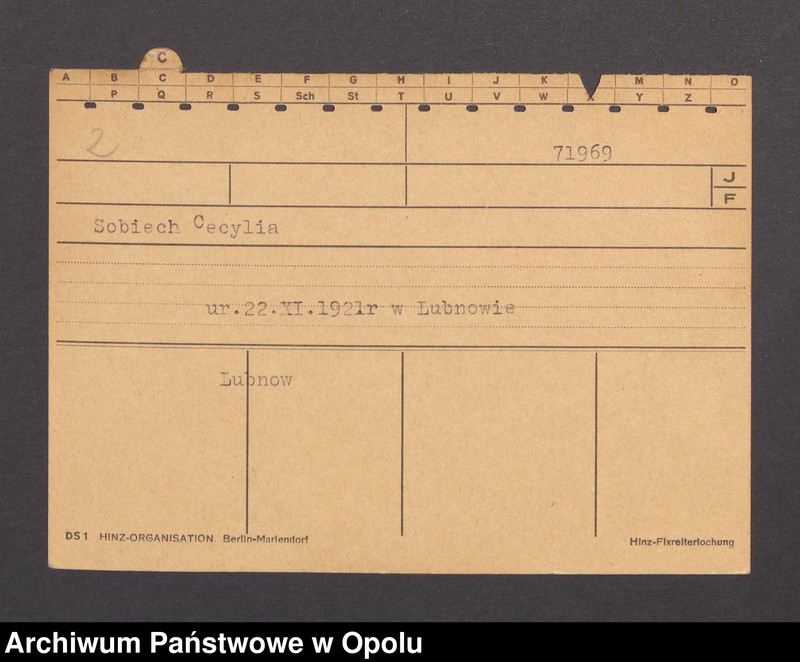 C
A B C D E F G H I J K M N O
P Q R S Sch St T U V W X Y Z
2
71969
J
F
Sobiech Cecylia
ur.22.XI.1921r w Lubnowie
Lubnow
DS1 HINZ-ORGANISATION. Berlin-Mariendorf
Hinz-Fixreiterlochung
Archiwum Państwowe w Opolu